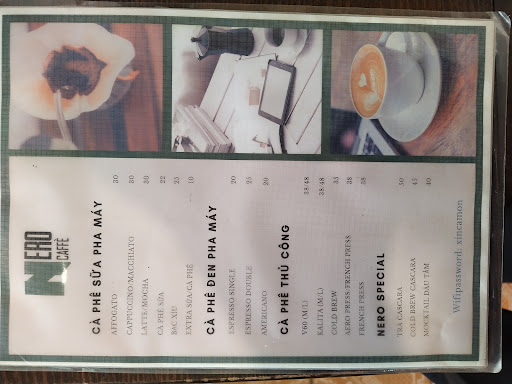 NERO
CAFFÈ
CÀ PHÊ SỮA PHA MÁY
AFFOGATO 30
CAPPUCCINO/MACCHIATO 30
LATTE/MOCHA 30
CÀ PHÊ SỮA 22
BẠC XỈU 25
EXTRA SỮA/CÀ PHÊ 10
CÀ PHÊ ĐEN PHA MÁY
ESPRESSO SINGLE 20
ESPRESSO DOUBLE 25
AMERICANO 20
CÀ PHÊ THỦ CÔNG
V60 (M/L) 38/48
KALITA (M/L) 38/48
COLD BREW 35
AERO PRESS/FRENCH PRESS 38
FRENCH PRESS 38
NERO SPECIAL
TRÀ CASCARA 50
COLD BREW CASCARA 45
MOCKTAIL DÂU TẰM 40
Wifi password: xincamon